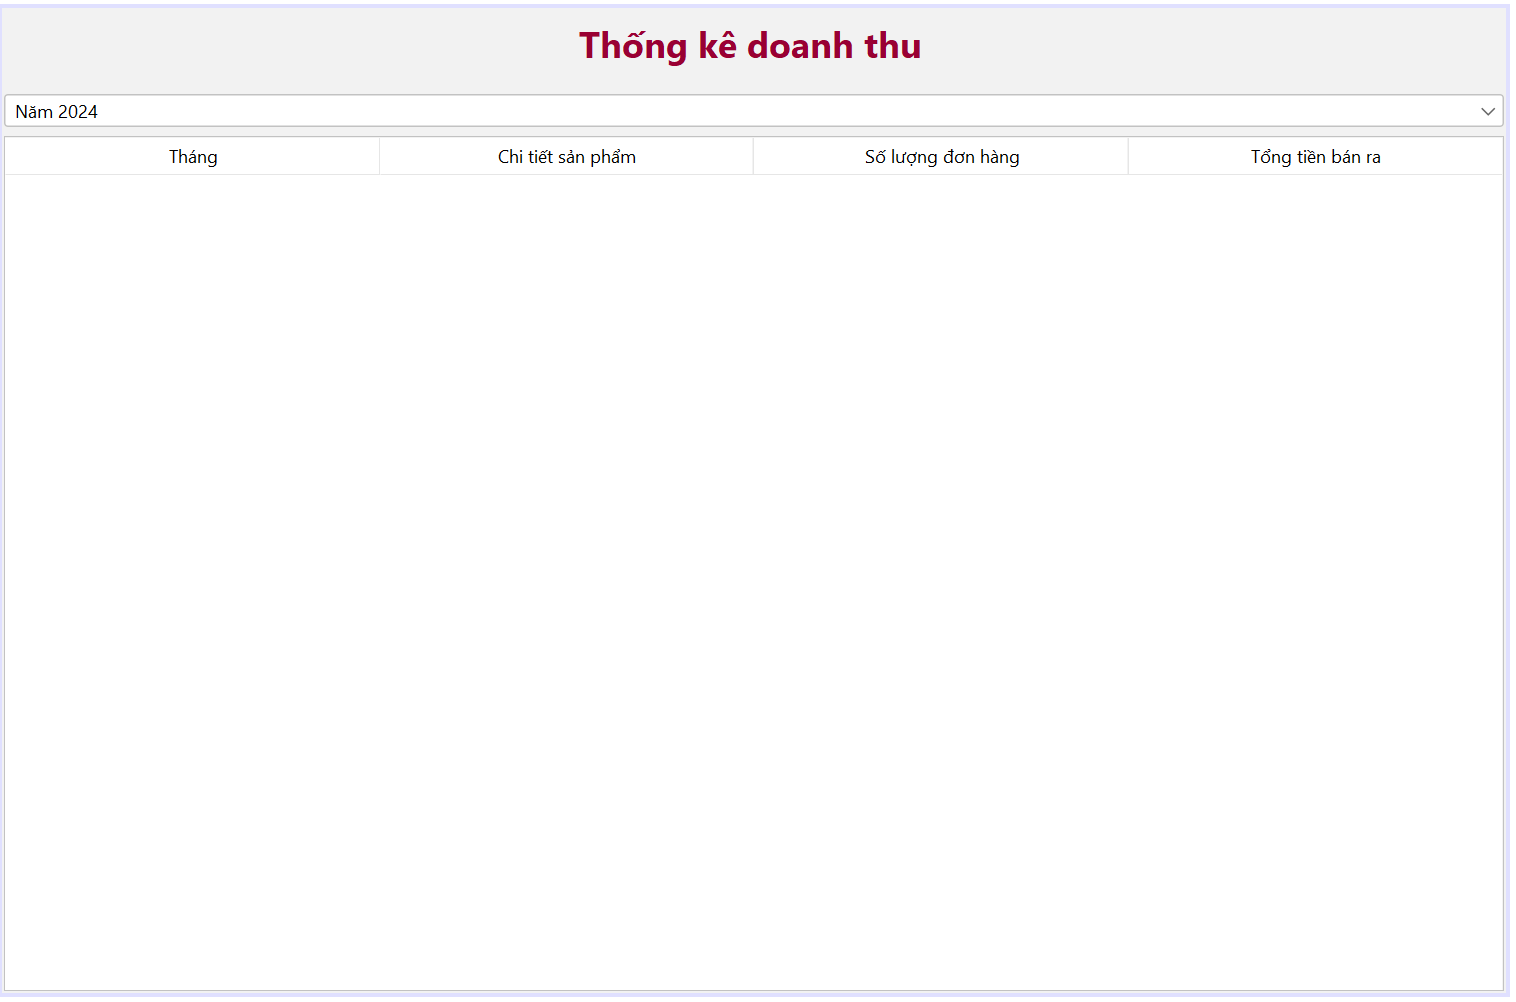 Thống kê doanh thu
Năm 2024
Tháng Chi tiết sản phẩm Số lượng đơn hàng Tổng tiền bán ra